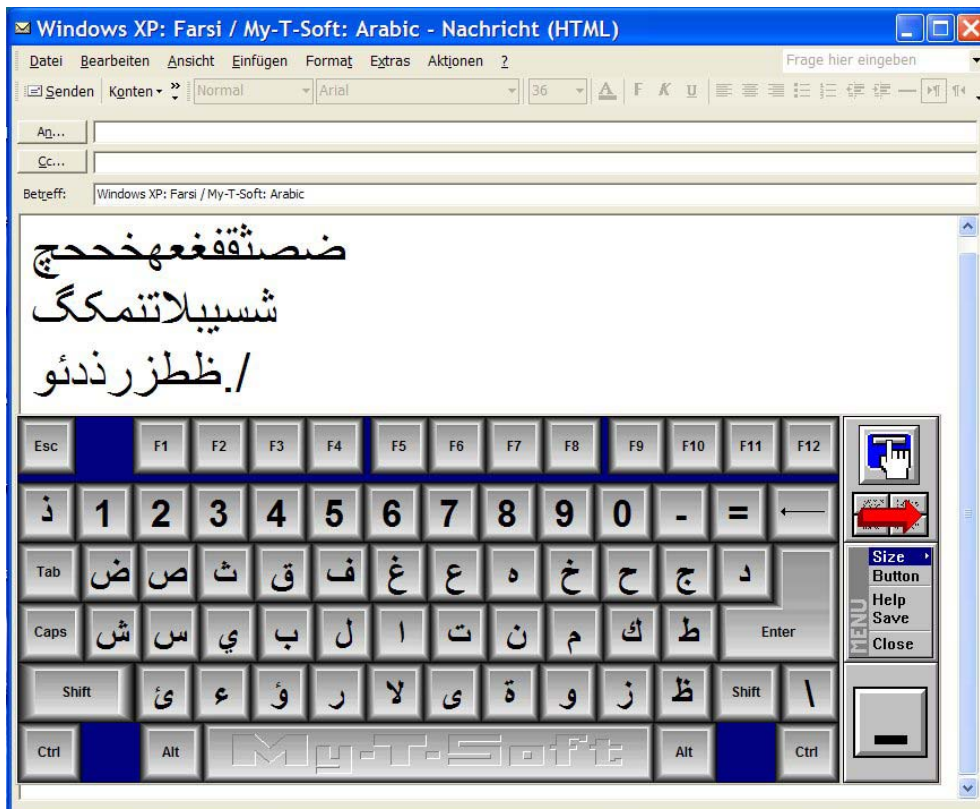 Windows XP: Farsi / My-T-Soft: Arabic - Nachricht (HTML)
Datei Bearbeiten Ansicht Einfügen Format Extras Aktionen ? Frage hier eingeben
Senden Konten Normal Arial 36 A F K U
An...
Cc...
Betreff: Windows XP: Farsi / My-T-Soft: Arabic
ضصثقفغعهخحجچ
شسیبلاتنمکگ
ظطزرذدئو./
Esc F1 F2 F3 F4 F5 F6 F7 F8 F9 F10 F11 F12
ذ 1 2 3 4 5 6 7 8 9 0 - =
Tab ض ص ث ق ف غ ع ه خ ح ج د
Caps ش س ي ب ل ا ت ن م ك ط Enter
Shift ئ ء ؤ ر لا ى ة و ز ظ Shift \
Ctrl Alt My-T-Soft Alt Ctrl
MENU
Size
Button
Help
Save
Close